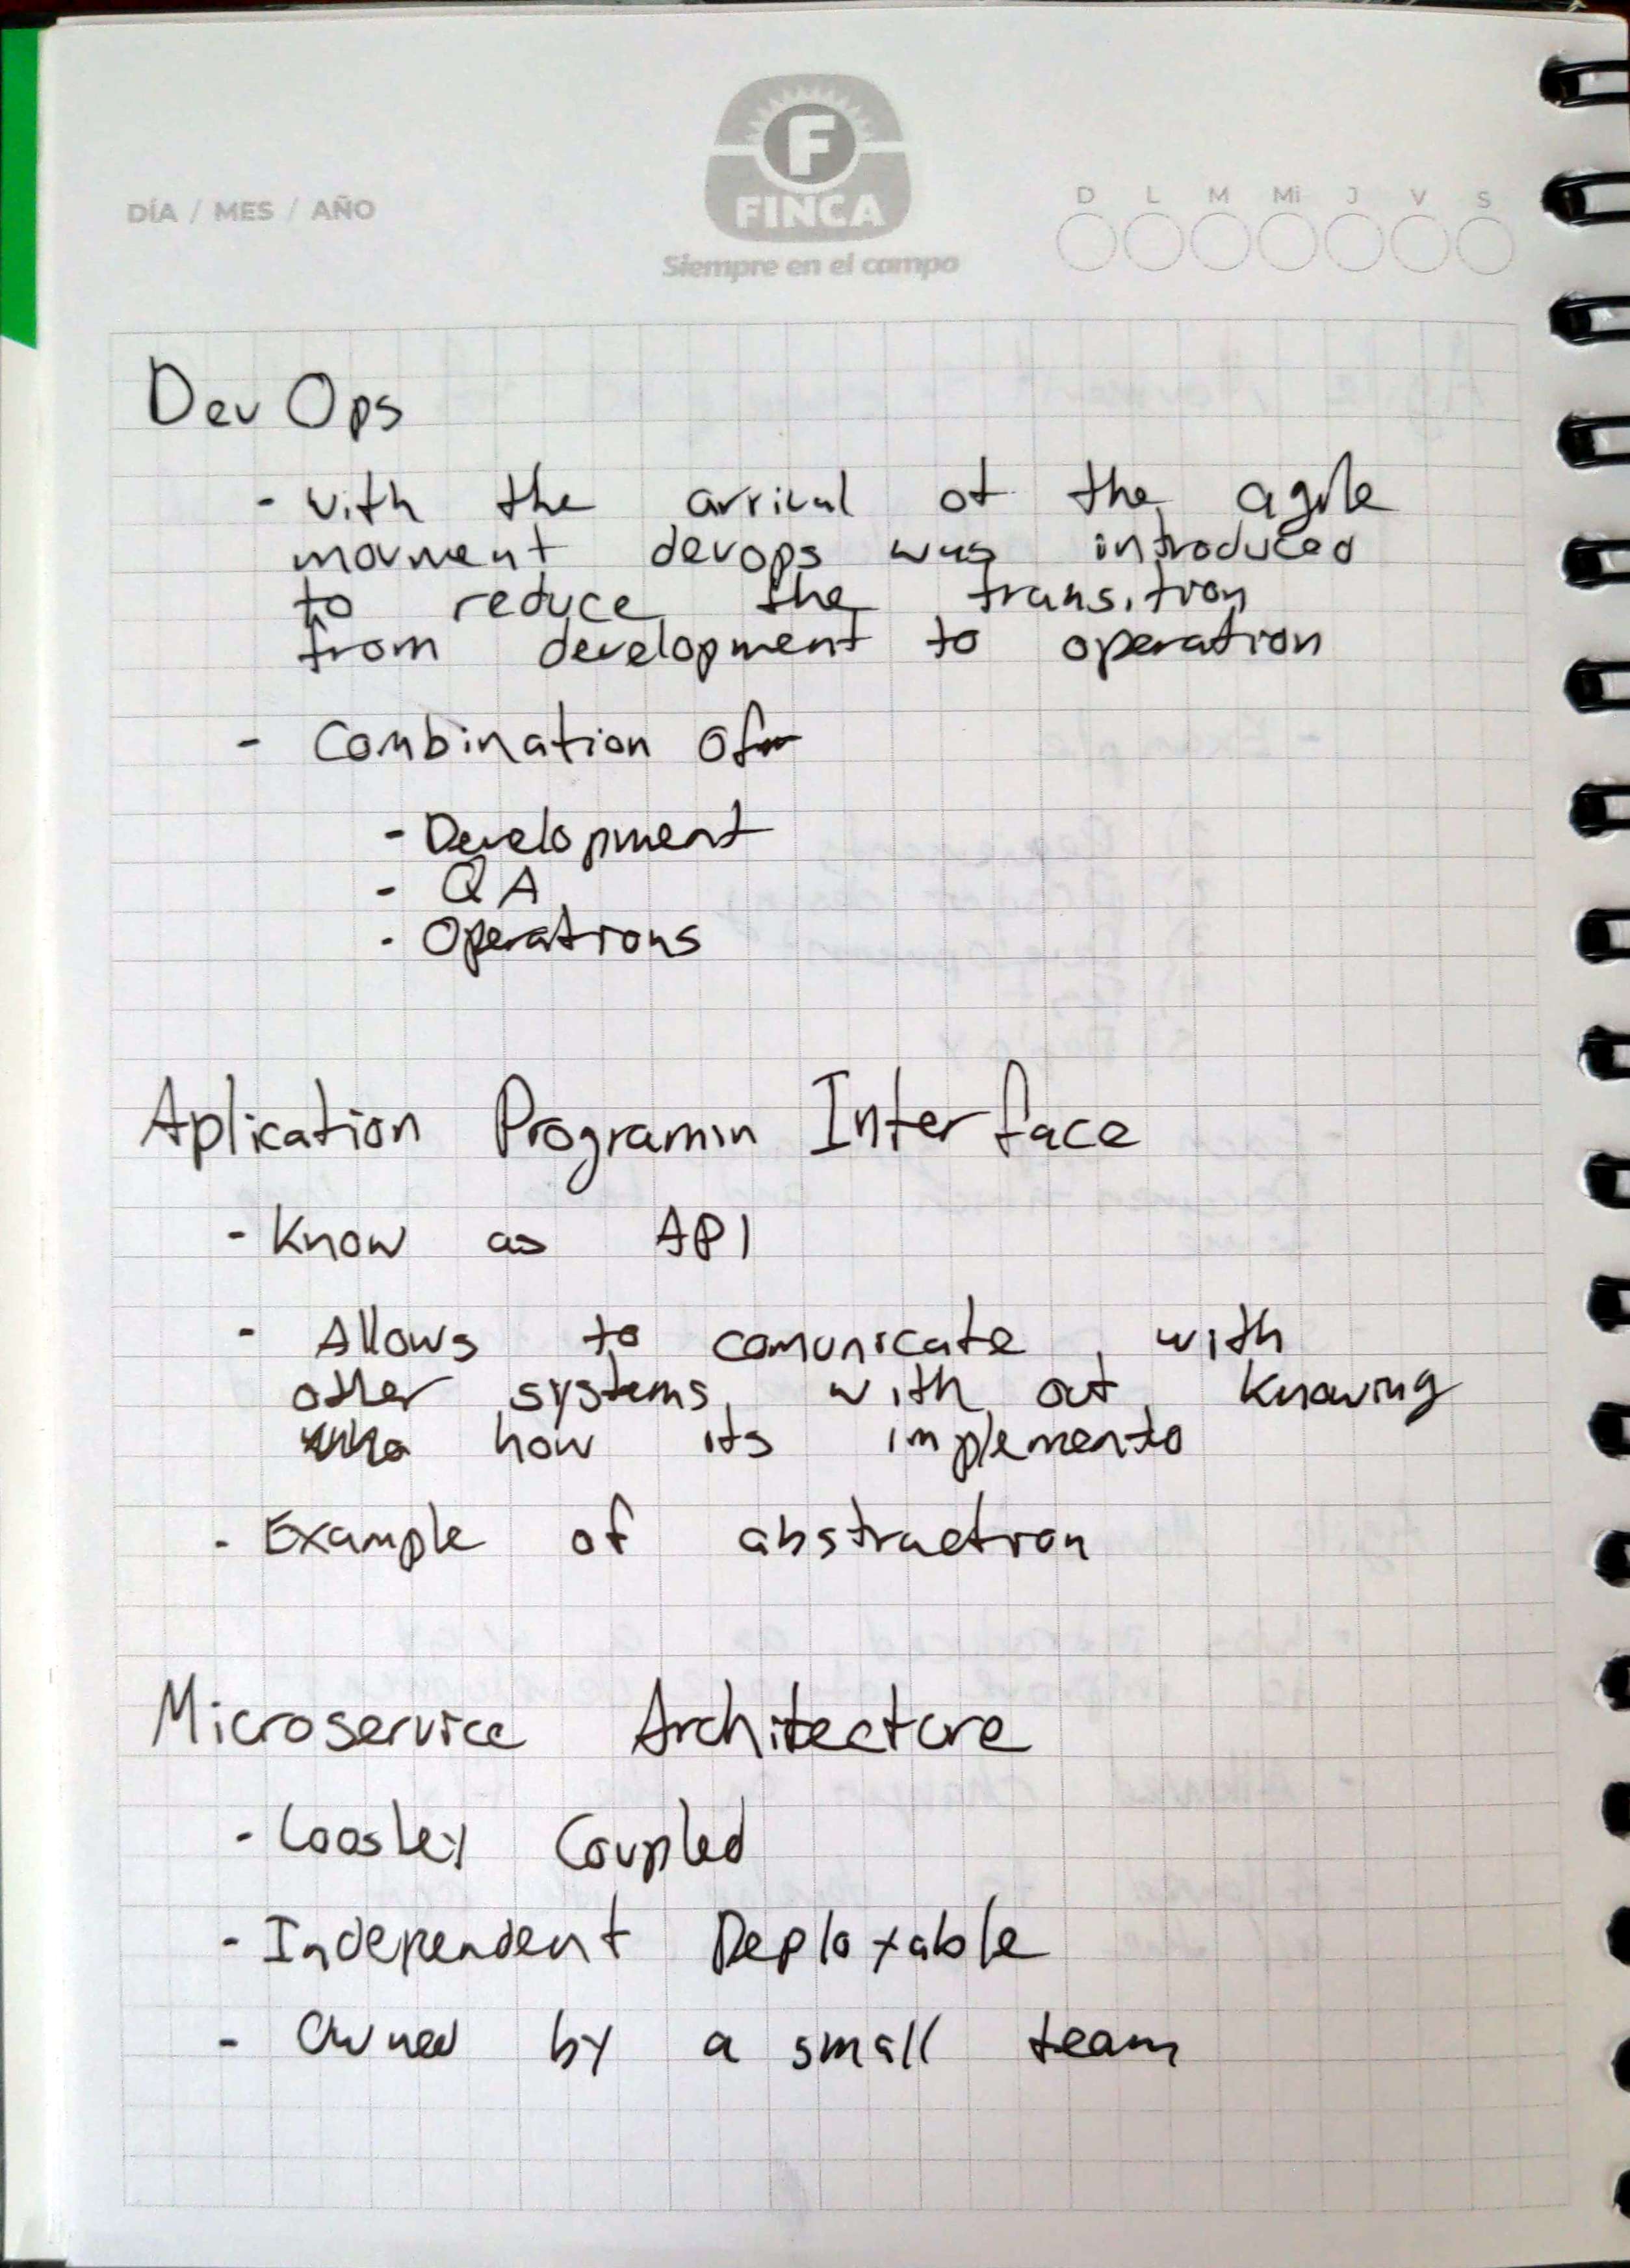 DÍA / MES / AÑO
F
FINCA
Siempre en el campo
D L M Mi J V S
DevOps
- with the arrival of the agile
movment devops was introduced
to reduce the transition
from development to operation
- Combination Of
- Development
- QA
- Operations
Aplication Programin Interface
- Know as API
- Allows to comunicate with
other systems, with out knowing
how its implemento
- Example of abstraction
Microservice Architecture
- Loosley Coupled
- Independent Deployable
- Owned by a small team